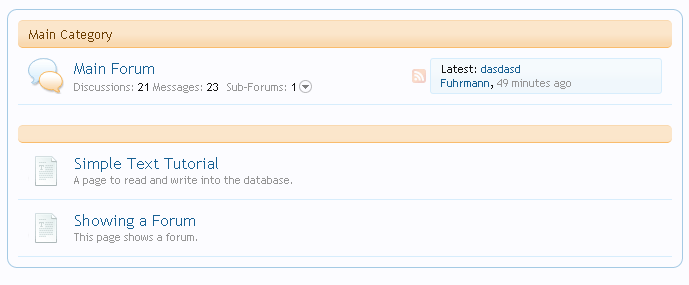 Main Category
Main Forum
Discussions: 21 Messages: 23 Sub-Forums: 1
Latest: dasdasd
Fuhrmann, 49 minutes ago
Simple Text Tutorial
A page to read and write into the database.
Showing a Forum
This page shows a forum.